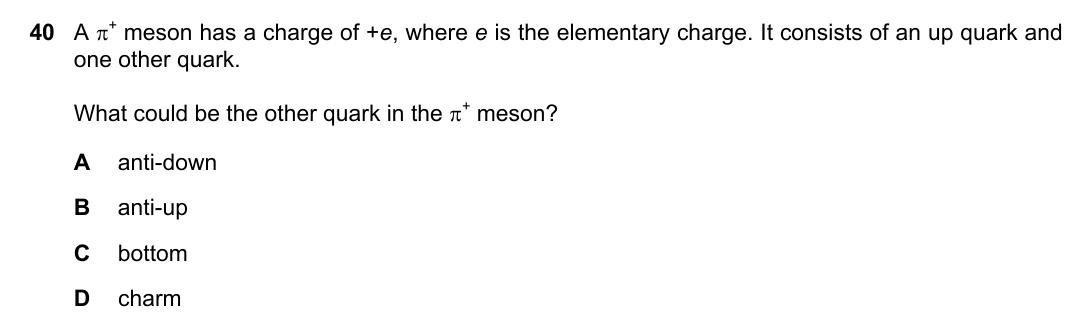 40 A π⁺ meson has a charge of +e, where e is the elementary charge. It consists of an up quark and
one other quark.
What could be the other quark in the π⁺ meson?
A anti-down
B anti-up
C bottom
D charm